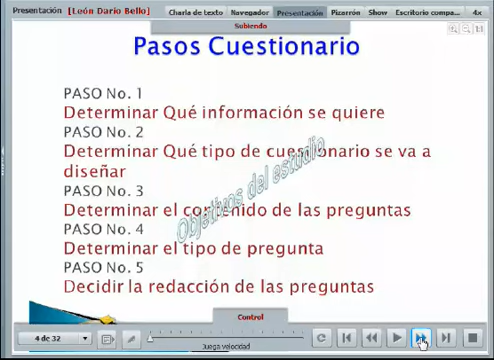 Presentación [León Darío Bello] Charla de texto Navegador Presentación Pizarrón Show Escritorio compa... 4x
Subiendo
Pasos Cuestionario
PASO No. 1
Determinar Qué información se quiere
PASO No. 2
Determinar Qué tipo de cuestionario se va a
diseñar
Objetivos del estudio
PASO No. 3
Determinar el contenido de las preguntas
PASO No. 4
Determinar el tipo de pregunta
PASO No. 5
Decidir la redacción de las preguntas
Control
4 de 32
Juega velocidad